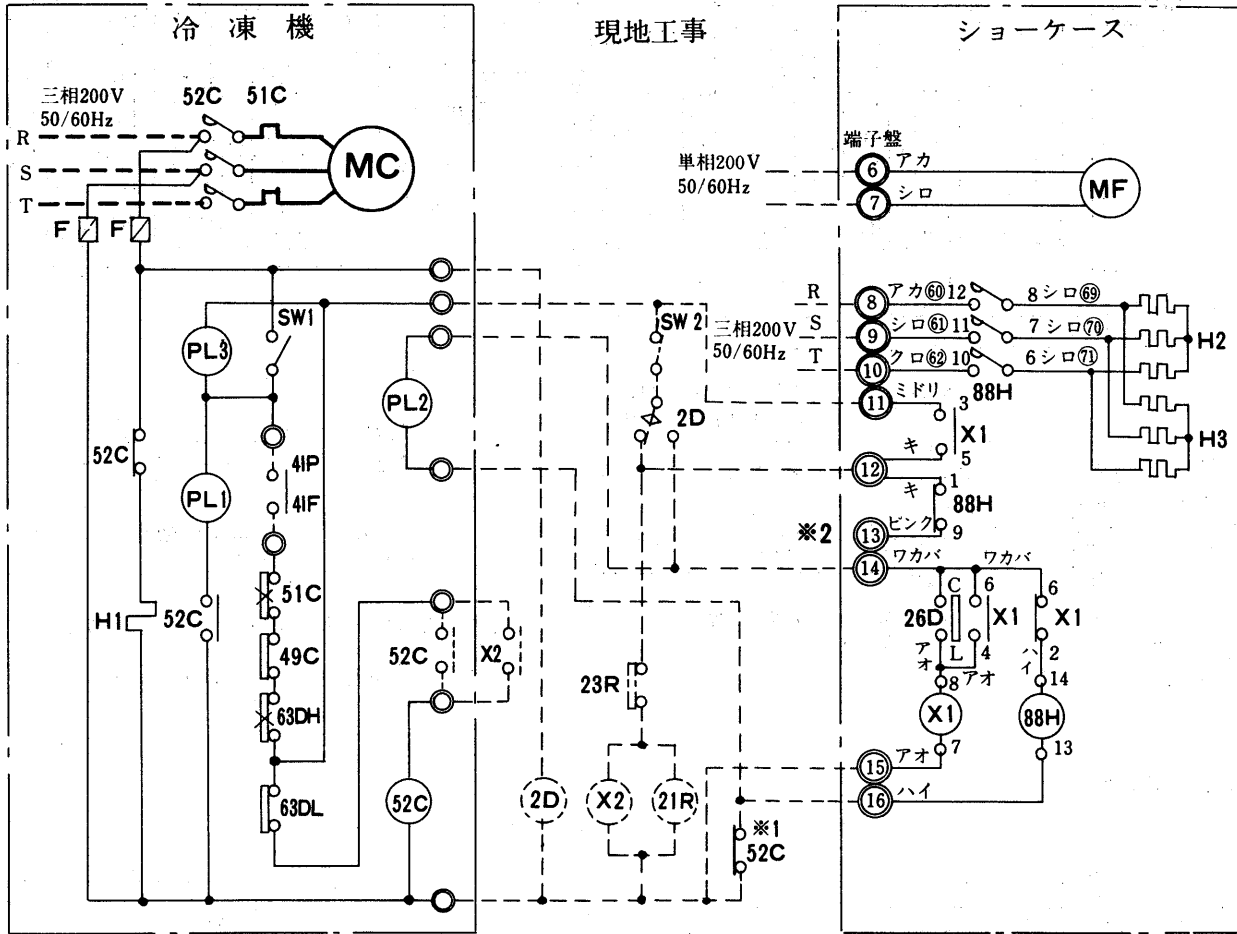 冷凍機
現地工事
ショーケース
三相200V
50/60Hz
52C 51C
R
S
T
MC
F F
端子盤
単相200V
50/60Hz
6 アカ
7 シロ
MF
R 8 アカ60 12 8 シロ69
三相200V
50/60Hz
S 9 シロ61 11 7 シロ70
T 10 クロ62 10 6 シロ71
88H
H2
H3
11 ミドリ 3
X1
キ 5
12
キ 1
88H
※2 13 ピンク 9
14 ワカバ ワカバ
SW1
PL3
SW2
PL2
2D
52C
41P
41F
PL1
51C
H1
52C
49C
52C X2
63DH
23R
63DL
52C
2D
X2
21R
※1
52C
C 6 6
26D X1 X1
L 4 2
アオ ハイ
8 アオ 14
X1 88H
7 13
15 アオ
16 ハイ